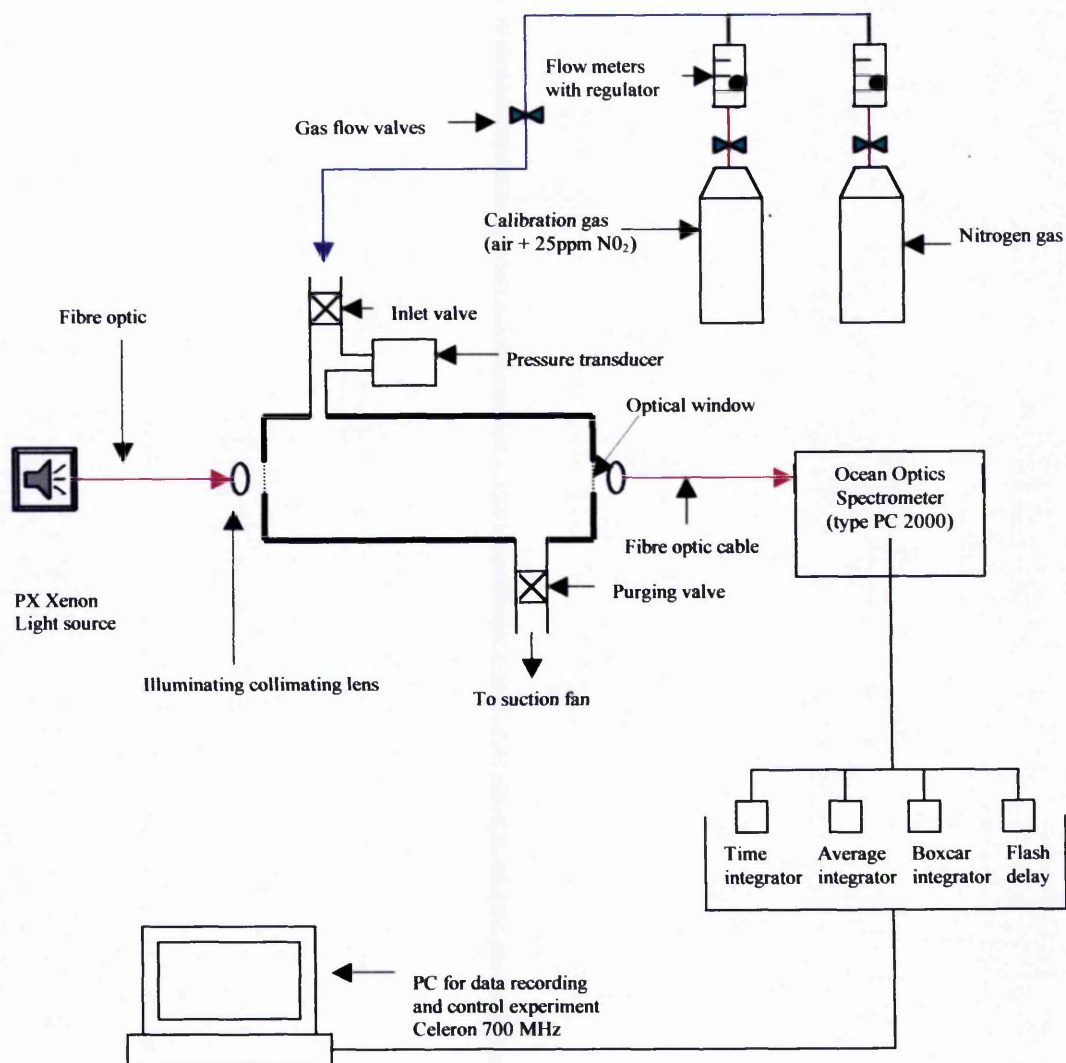 Flow meters
with regulator
Gas flow valves
Calibration gas
(air + 25ppm N0₂)
Nitrogen gas
Fibre optic
Inlet valve
Pressure transducer
Optical window
Ocean Optics
Spectrometer
(type PC 2000)
Fibre optic cable
PX Xenon
Light source
Purging valve
Illuminating collimating lens
To suction fan
Time
integrator
Average
integrator
Boxcar
integrator
Flash
delay
PC for data recording
and control experiment
Celeron 700 MHz